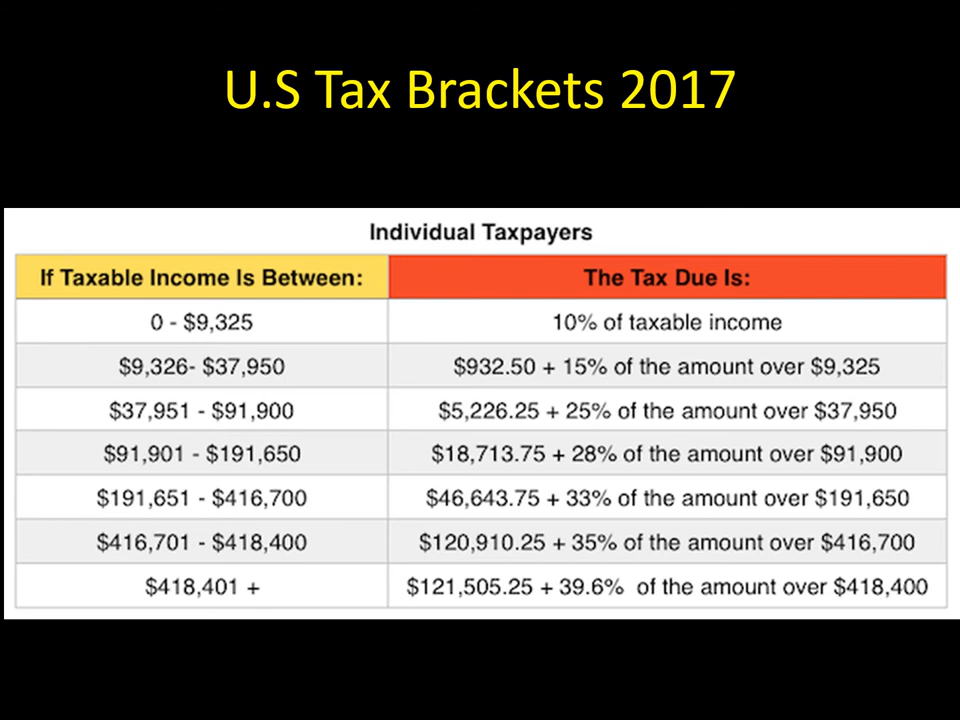 U.S Tax Brackets 2017
Individual Taxpayers
If Taxable Income Is Between: The Tax Due Is:
0 - $9,325 10% of taxable income
$9,326- $37,950 $932.50 + 15% of the amount over $9,325
$37,951 - $91,900 $5,226.25 + 25% of the amount over $37,950
$91,901 - $191,650 $18,713.75 + 28% of the amount over $91,900
$191,651 - $416,700 $46,643.75 + 33% of the amount over $191,650
$416,701 - $418,400 $120,910.25 + 35% of the amount over $416,700
$418,401 + $121,505.25 + 39.6% of the amount over $418,400